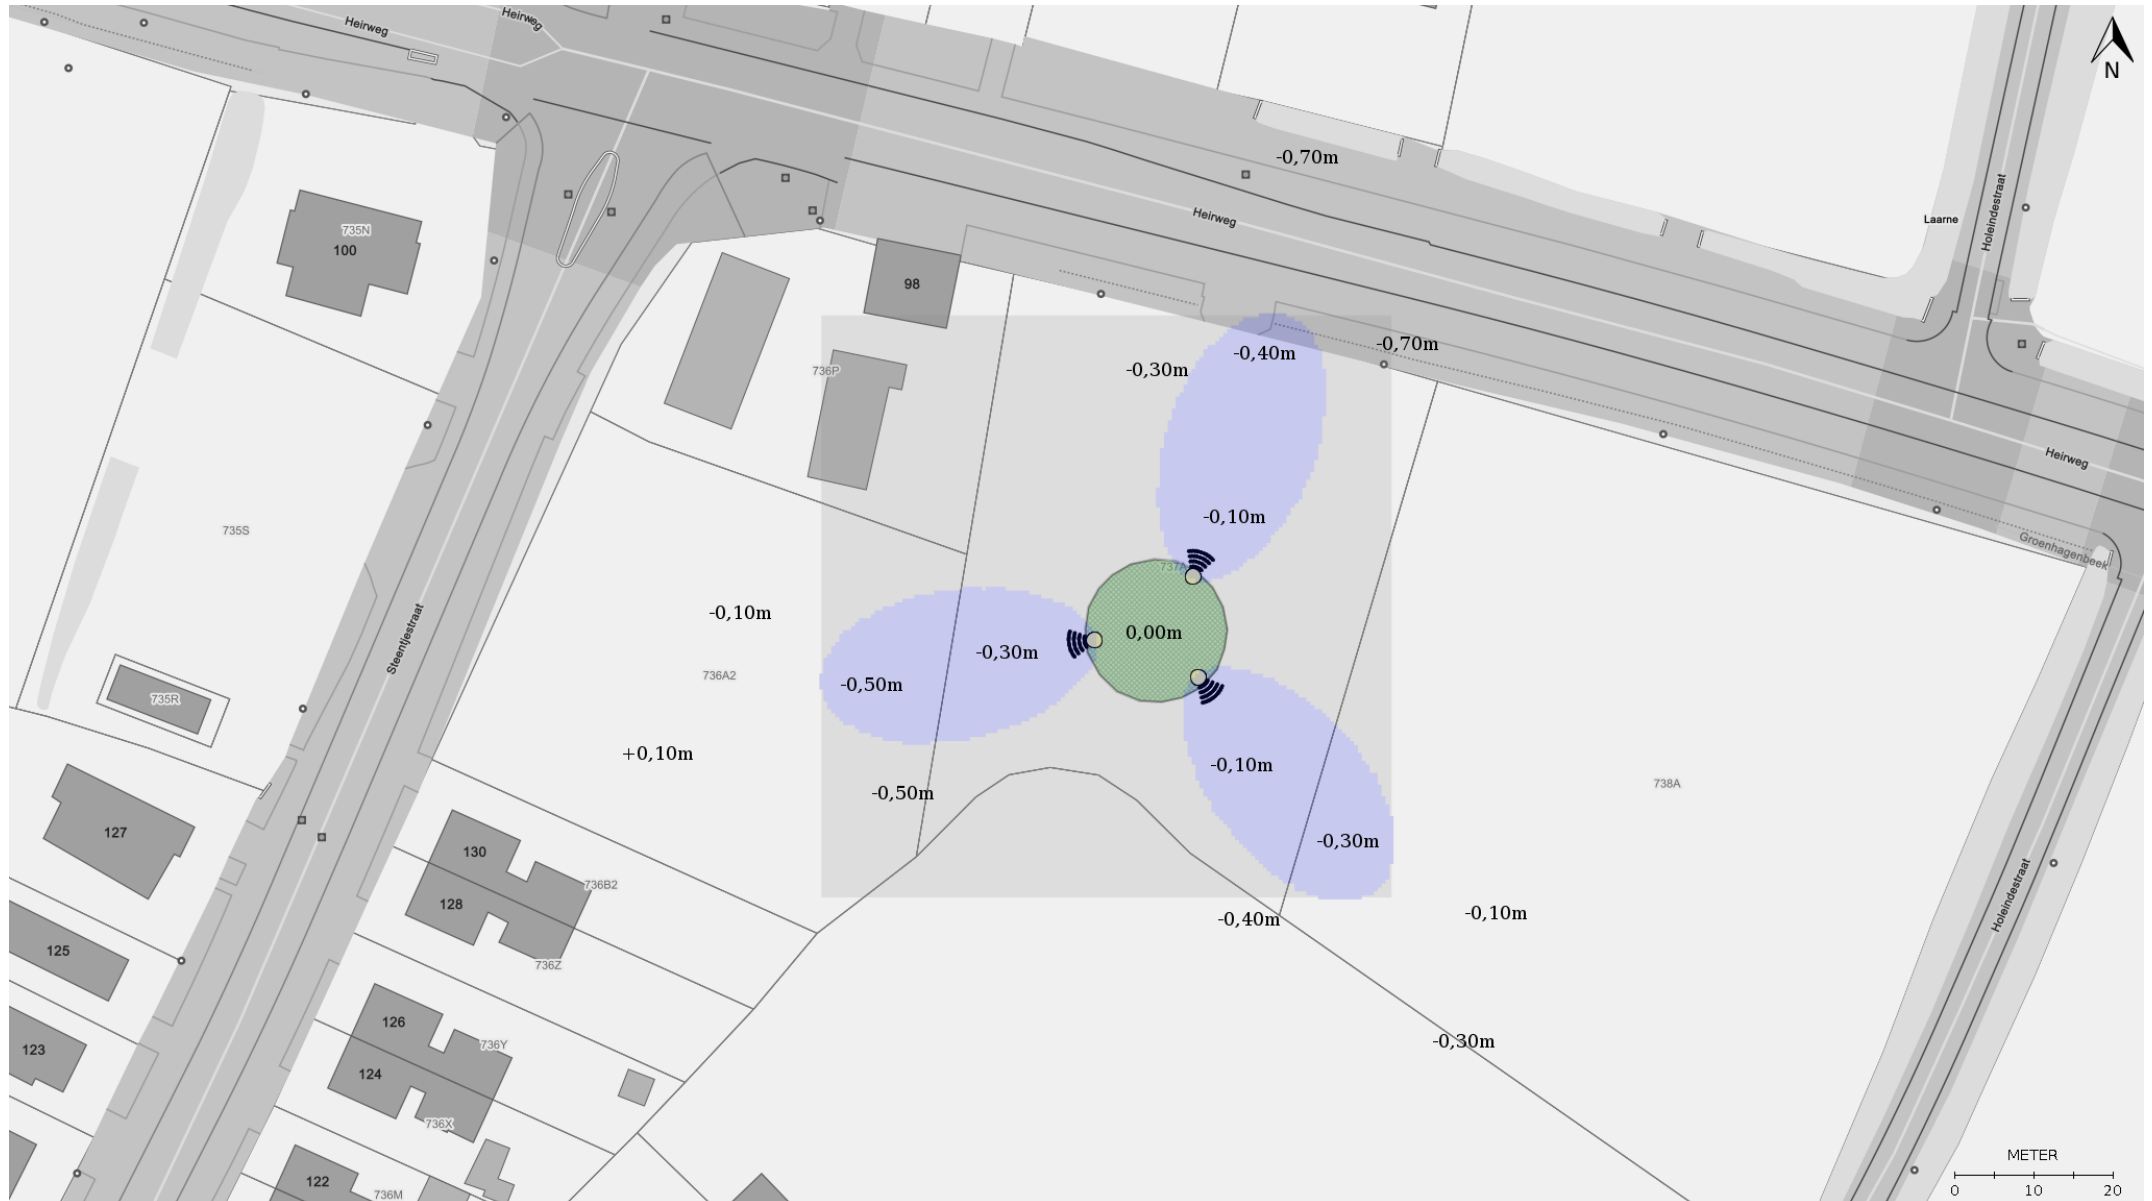 Heirweg
Heirweg
N
-0,70m
Heirweg
Laarne
Holeindestraat
735N
100
98
-0,70m
-0,40m
-0,30m
736P
Heirweg
-0,10m
735S
Groenhagenbeek
737A
-0,10m
0,00m
Steentjestraat
-0,30m
736A2
-0,50m
735R
+0,10m
-0,10m
738A
-0,50m
127
-0,30m
130
736B2
128
-0,10m
-0,40m
Holeindestraat
125
736Z
126
-0,30m
736Y
123
124
736X
METER
122
736M
0 10 20